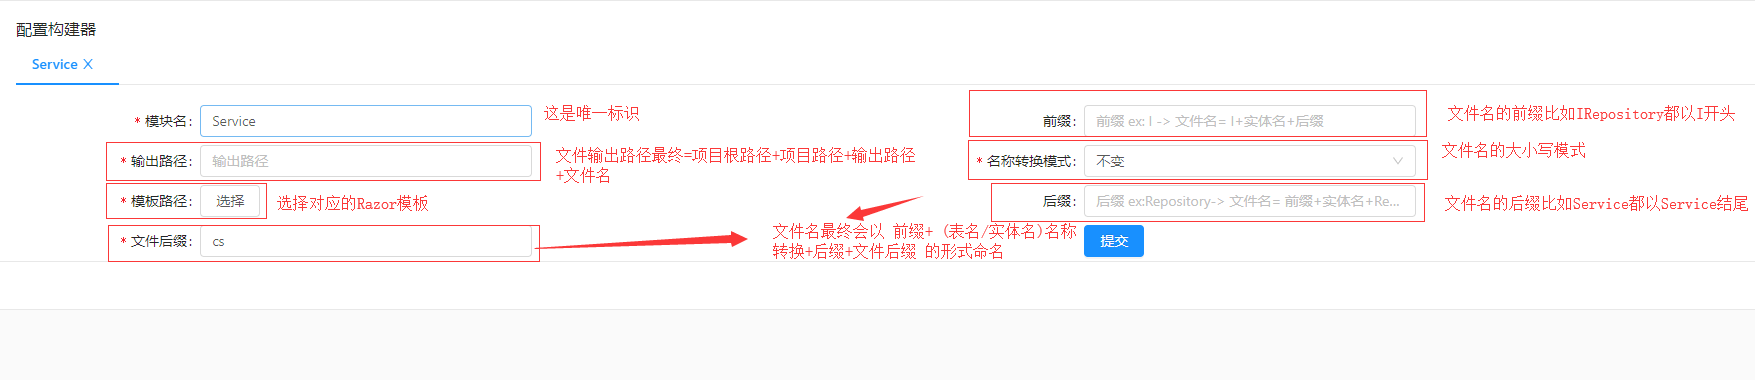 配置构建器
Service X
* 模块名: Service
这是唯一标识
前缀: 前缀 ex: I -> 文件名= I+实体名+后缀
文件名的前缀比如IRepository都以I开头
* 输出路径: 输出路径
文件输出路径最终=项目根路径+项目路径+输出路径
+文件名
* 名称转换模式: 不变
文件名的大小写模式
* 模板路径: 选择
选择对应的Razor模板
后缀: 后缀 ex:Repository-> 文件名= 前缀+实体名+Re...
文件名的后缀比如Service都以Service结尾
* 文件后缀: cs
文件名最终会以 前缀+ (表名/实体名)名称
转换+后缀+文件后缀 的形式命名
提交